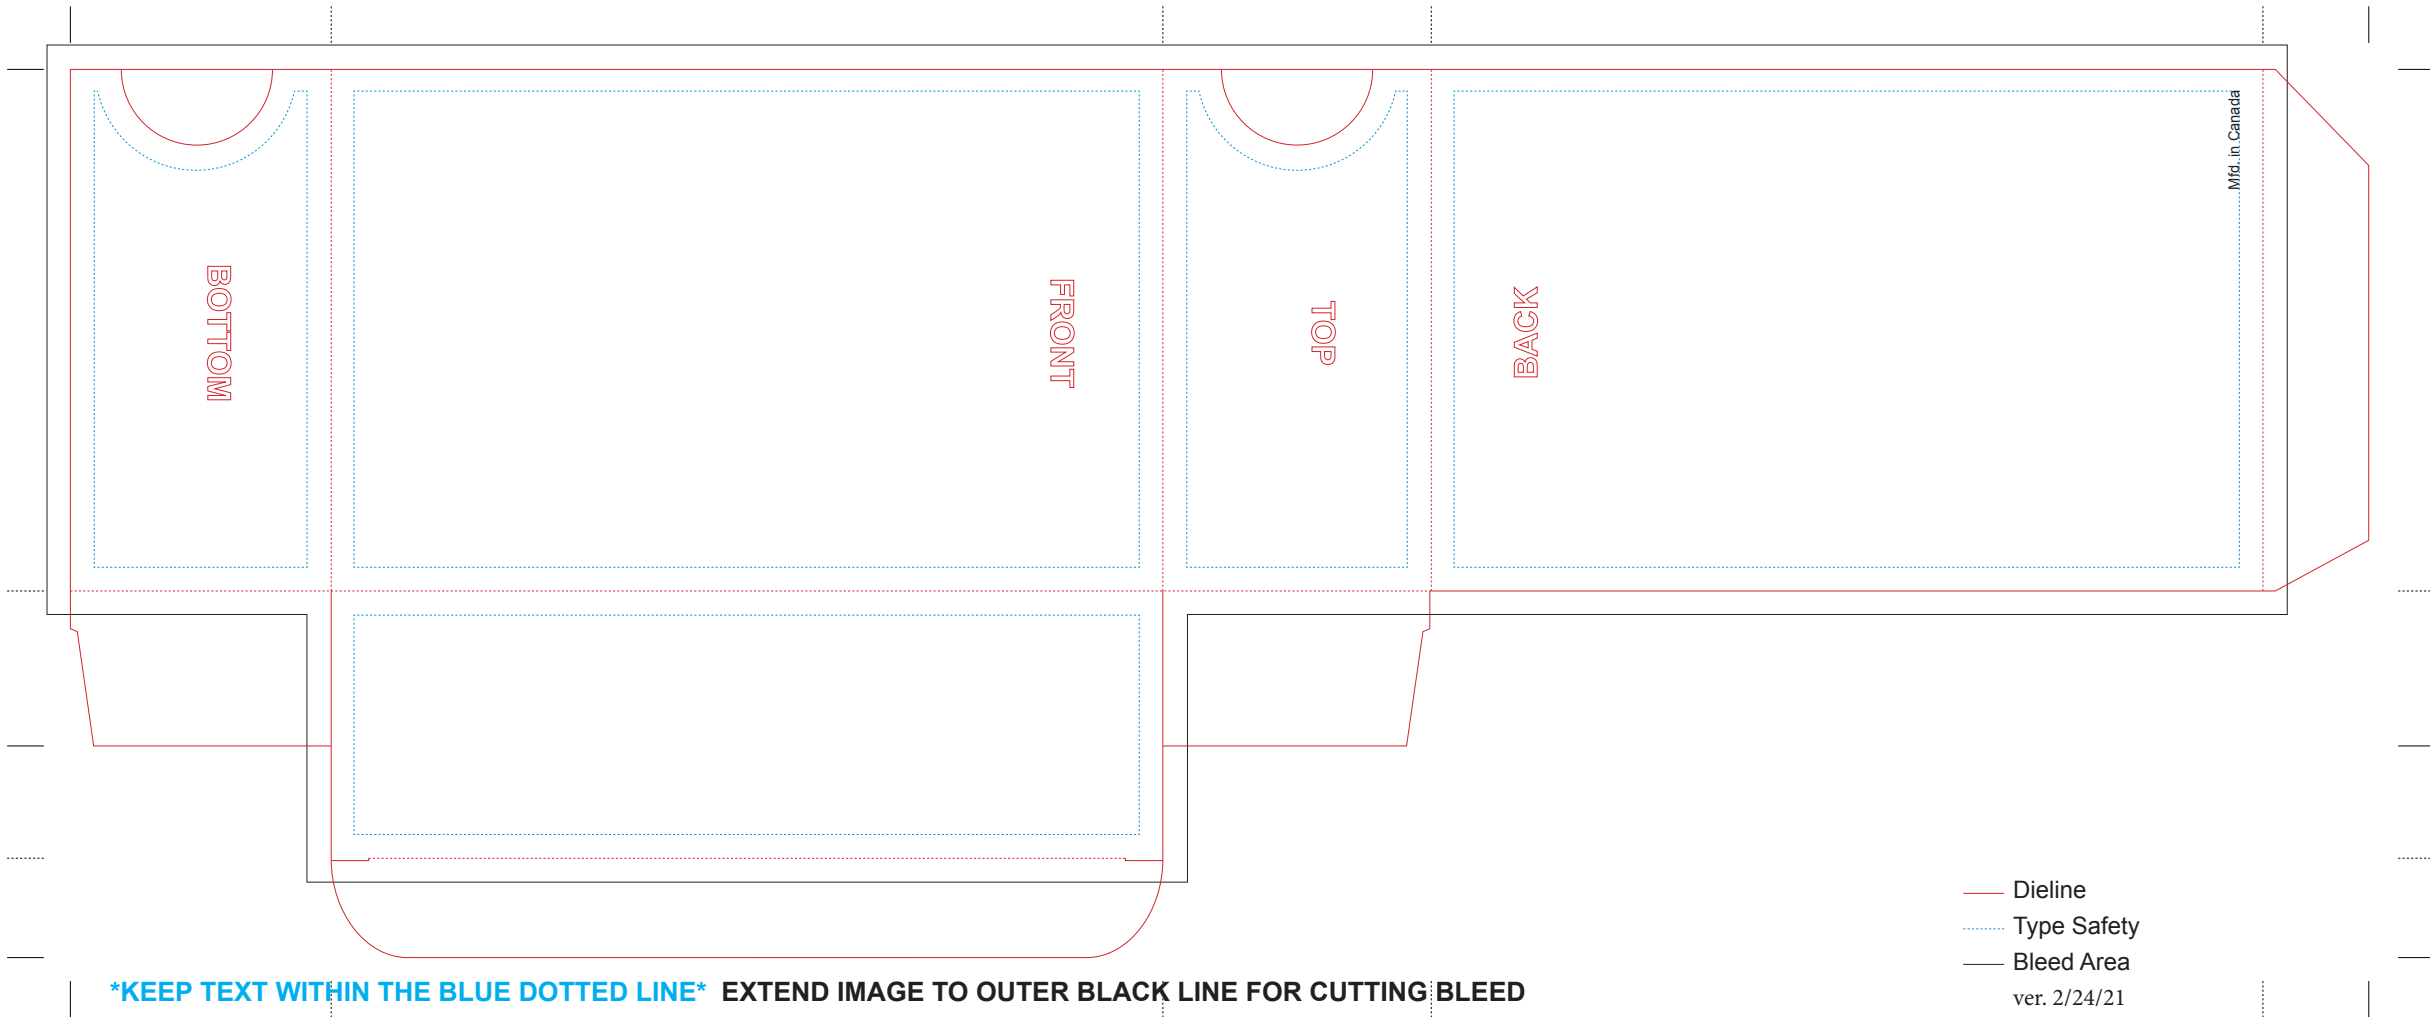 BOTTOM
FRONT
TOP
BACK
Mfd. in Canada
Dieline
Type Safety
Bleed Area
ver. 2/24/21
*KEEP TEXT WITHIN THE BLUE DOTTED LINE* EXTEND IMAGE TO OUTER BLACK LINE FOR CUTTING BLEED